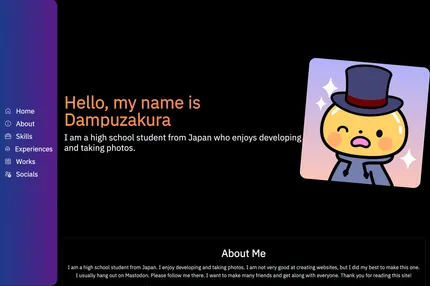 Home
About
Skills
Experiences
Works
Socials
Hello, my name is
Dampuzakura
I am a high school student from Japan who enjoys developing
and taking photos.
About Me
I am a high school student from Japan. I enjoy developing and taking photos. I am not very good at creating websites, but I did my best to make this one.
I usually hang out on Mastodon. Please follow me there. I want to make many friends and get along with everyone. Thank you for reading this site!